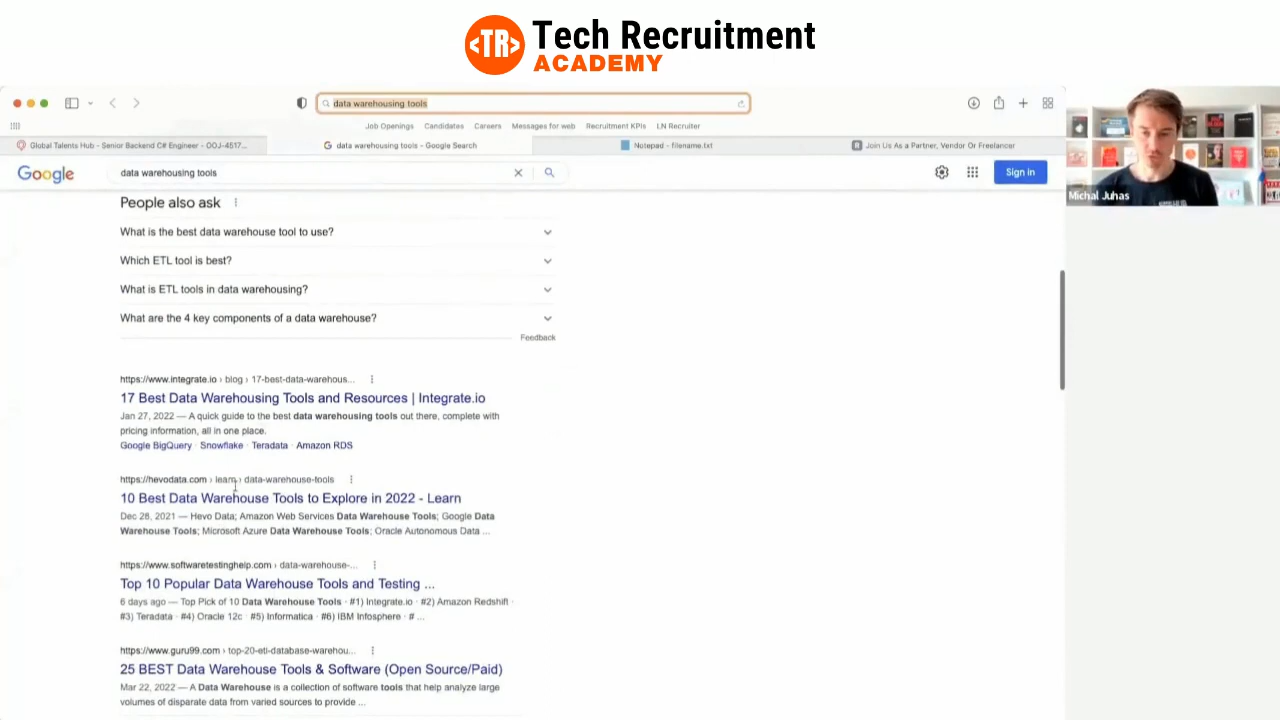 <TR> Tech Recruitment
ACADEMY
data warehousing tools
Job Openings Candidates Careers Messages for web Recruitment KPIs LN Recruiter
Global Talents Hub - Senior Backend C# Engineer - OOJ-4517...
data warehousing tools - Google Search
Notepad - filename.txt
Join Us As a Partner, Vendor Or Freelancer
Michal Juhas
Google
data warehousing tools
Sign in
People also ask
What is the best data warehouse tool to use?
Which ETL tool is best?
What is ETL tools in data warehousing?
What are the 4 key components of a data warehouse?
Feedback
https://www.integrate.io › blog › 17-best-data-warehous...
17 Best Data Warehousing Tools and Resources | Integrate.io
Jan 27, 2022 — A quick guide to the best data warehousing tools out there, complete with
pricing information, all in one place.
Google BigQuery · Snowflake · Teradata · Amazon RDS
https://hevodata.com › learn › data-warehouse-tools
10 Best Data Warehouse Tools to Explore in 2022 - Learn
Dec 28, 2021 — Hevo Data; Amazon Web Services Data Warehouse Tools; Google Data
Warehouse Tools; Microsoft Azure Data Warehouse Tools; Oracle Autonomous Data ...
https://www.softwaretestinghelp.com › data-warehouse-...
Top 10 Popular Data Warehouse Tools and Testing ...
6 days ago — Top Pick of 10 Data Warehouse Tools · #1) Integrate.io · #2) Amazon Redshift ·
#3) Teradata · #4) Oracle 12c · #5) Informatica · #6) IBM Infosphere · # ...
https://www.guru99.com › top-20-etl-database-warehou...
25 BEST Data Warehouse Tools & Software (Open Source/Paid)
Mar 22, 2022 — A Data Warehouse is a collection of software tools that help analyze large
volumes of disparate data from varied sources to provide ...